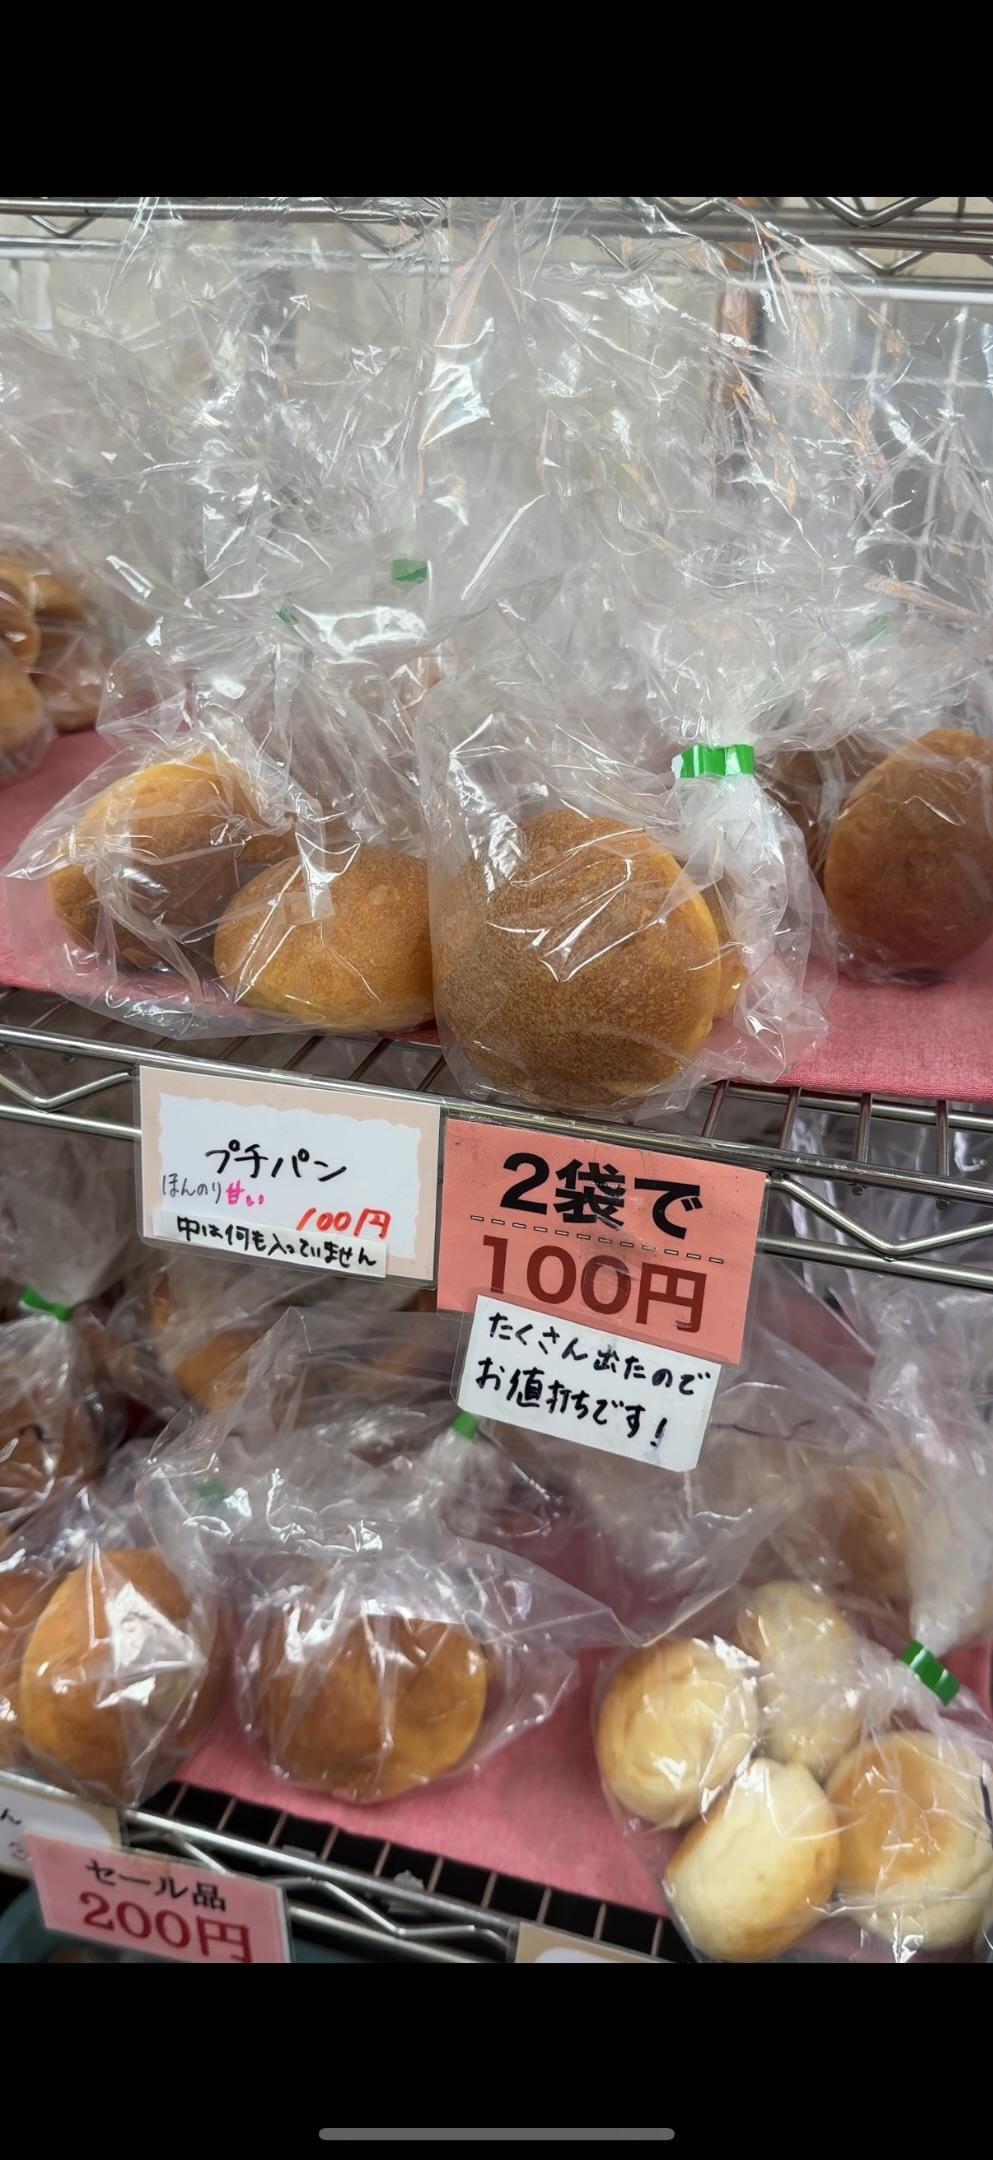 プチパン
ほんのり甘い
100円
中は何も入っていません
2袋で
100円
たくさん出たので
お値打ちです!
セール品
200円